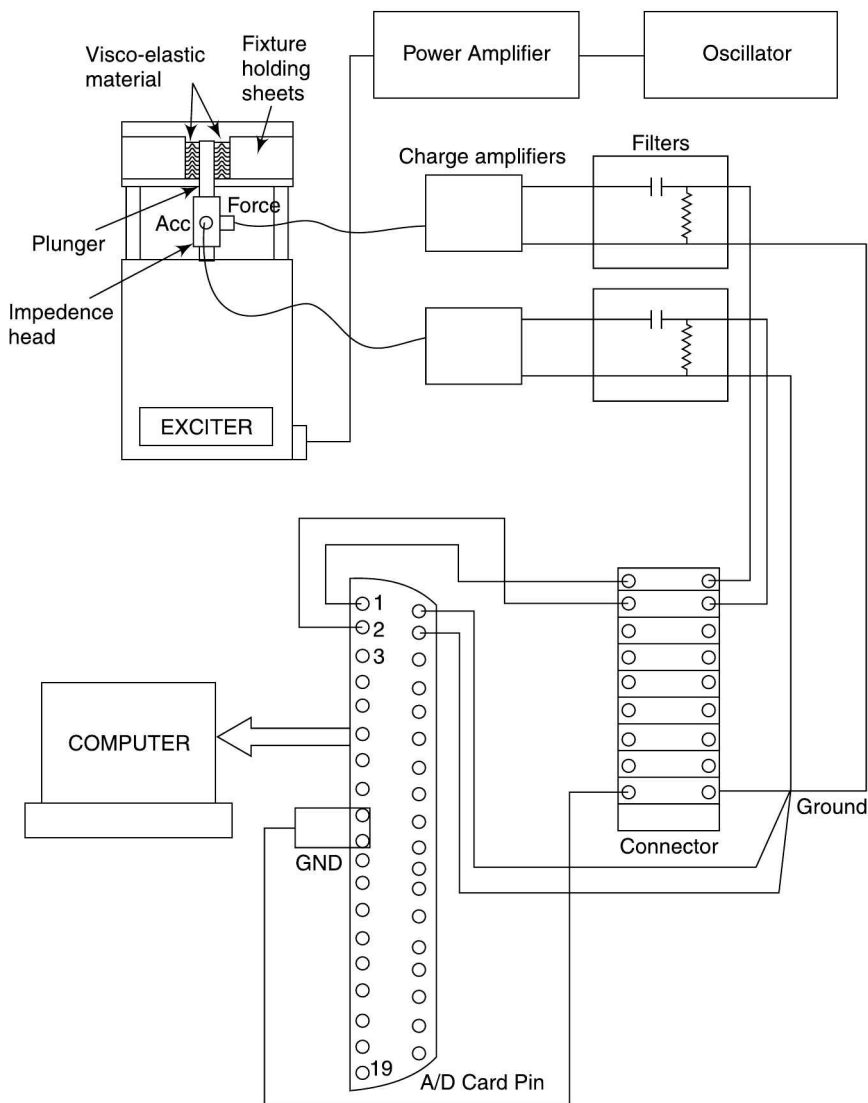 Visco-elastic
material
Fixture
holding
sheets
Power Amplifier
Oscillator
Charge amplifiers
Filters
Force
Acc
Plunger
Impedence
head
EXCITER
1
2
3
COMPUTER
GND
Ground
Connector
19
A/D Card Pin